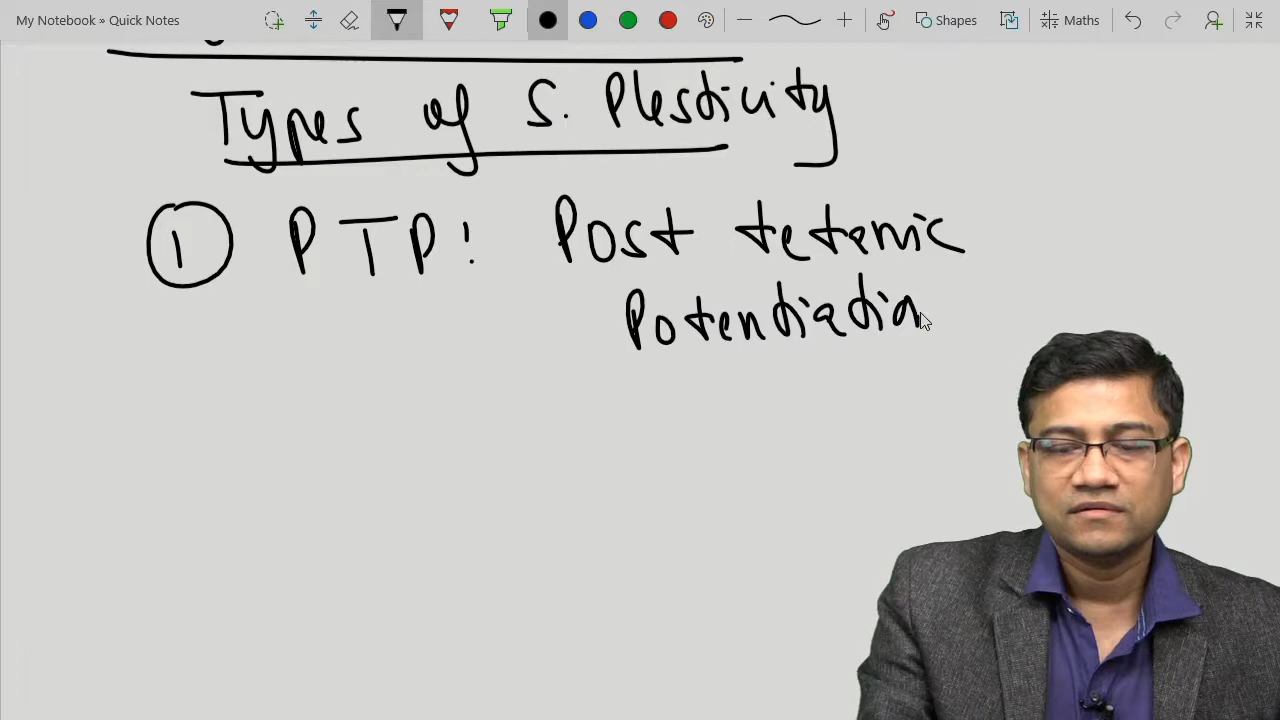 My Notebook » Quick Notes Shapes Maths
Types of S. Plasticity
1 PTP: Post tetanic
Potentiation